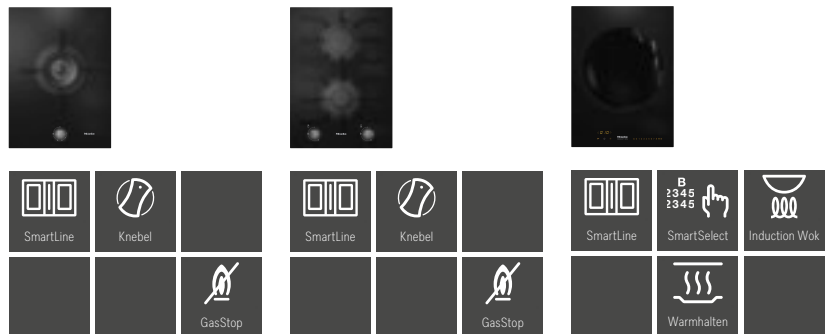 SmartLine
Knebel
SmartLine
Knebel
B
2345
2345
SmartLine
SmartSelect
Induction Wok
GasStop
GasStop
Warmhalten